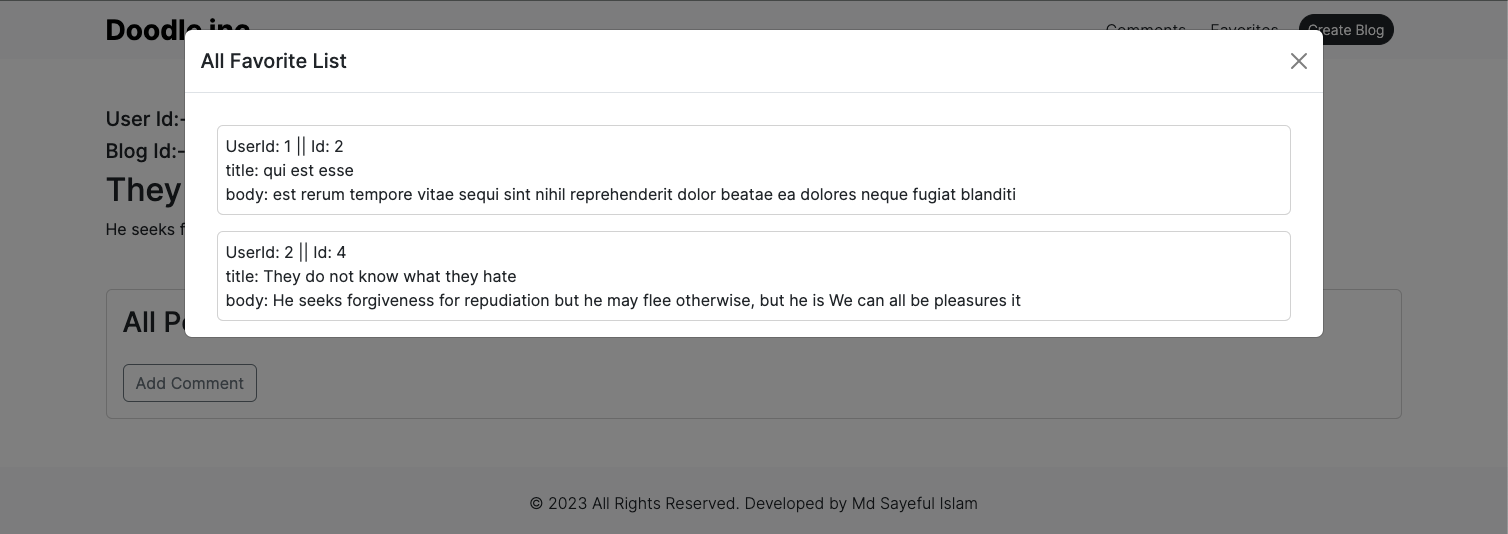 Doodle inc
Comments
Favorites
Create Blog
All Favorite List
User Id:-
Blog Id:-
They
He seeks
UserId: 1 || Id: 2
title: qui est esse
body: est rerum tempore vitae sequi sint nihil reprehenderit dolor beatae ea dolores neque fugiat blanditi
UserId: 2 || Id: 4
title: They do not know what they hate
body: He seeks forgiveness for repudiation but he may flee otherwise, but he is We can all be pleasures it
All
Add Comment
© 2023 All Rights Reserved. Developed by Md Sayeful Islam